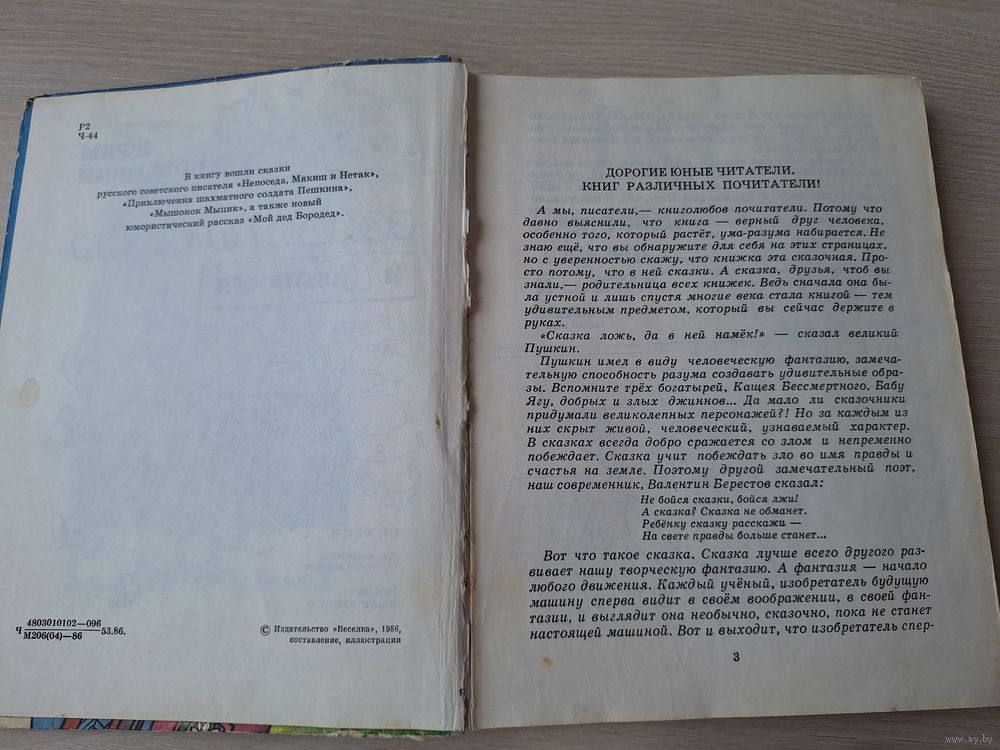 Р2
Ч-44
В книгу вошли сказки
русского советского писателя «Непоседа, Мякиш и Нетак»,
«Приключения шахматного солдата Пешкина»,
«Мышонок Мыцик», а также новый
юмористический рассказ «Мой дед Бородед».
Ч 4803010102—096
М206(04)—86
53.86.
© Издательство «Веселка», 1986,
составление, иллюстрации
ДОРОГИЕ ЮНЫЕ ЧИТАТЕЛИ,
КНИГ РАЗЛИЧНЫХ ПОЧИТАТЕЛИ!
А мы, писатели,— книголюбов почитатели. Потому что
давно выяснили, что книга — верный друг человека,
особенно того, который растёт, ума-разума набирается. Не
знаю ещё, что вы обнаружите для себя на этих страницах,
но с уверенностью скажу, что книжка эта сказочная. Про-
сто потому, что в ней сказки. А сказка, друзья, чтоб вы
знали,— родительница всех книжек. Ведь сначала она бы-
ла устной и лишь спустя многие века стала книгой — тем
удивительным предметом, который вы сейчас держите в
руках.
«Сказка ложь, да в ней намёк!» — сказал великий
Пушкин.
Пушкин имел в виду человеческую фантазию, замеча-
тельную способность разума создавать удивительные обра-
зы. Вспомните трёх богатырей, Кащея Бессмертного, Бабу
Ягу, добрых и злых джиннов... Да мало ли сказочники
придумали великолепных персонажей?! Но за каждым из
них скрыт живой, человеческий, узнаваемый характер.
В сказках всегда добро сражается со злом и непременно
побеждает. Сказка учит побеждать зло во имя правды и
счастья на земле. Поэтому другой замечательный поэт,
наш современник, Валентин Берестов сказал:
Не бойся сказки, бойся лжи!
А сказка? Сказка не обманет.
Ребёнку сказку расскажи —
На свете правды больше станет...
Вот что такое сказка. Сказка лучше всего другого раз-
вивает нашу творческую фантазию. А фантазия — начало
любого движения. Каждый учёный, изобретатель будущую
машину сперва видит в своём воображении, в своей фан-
тазии, и выглядит она необычно, сказочно, пока не станет
настоящей машиной. Вот и выходит, что изобретатель спер-
3
www.ay.by